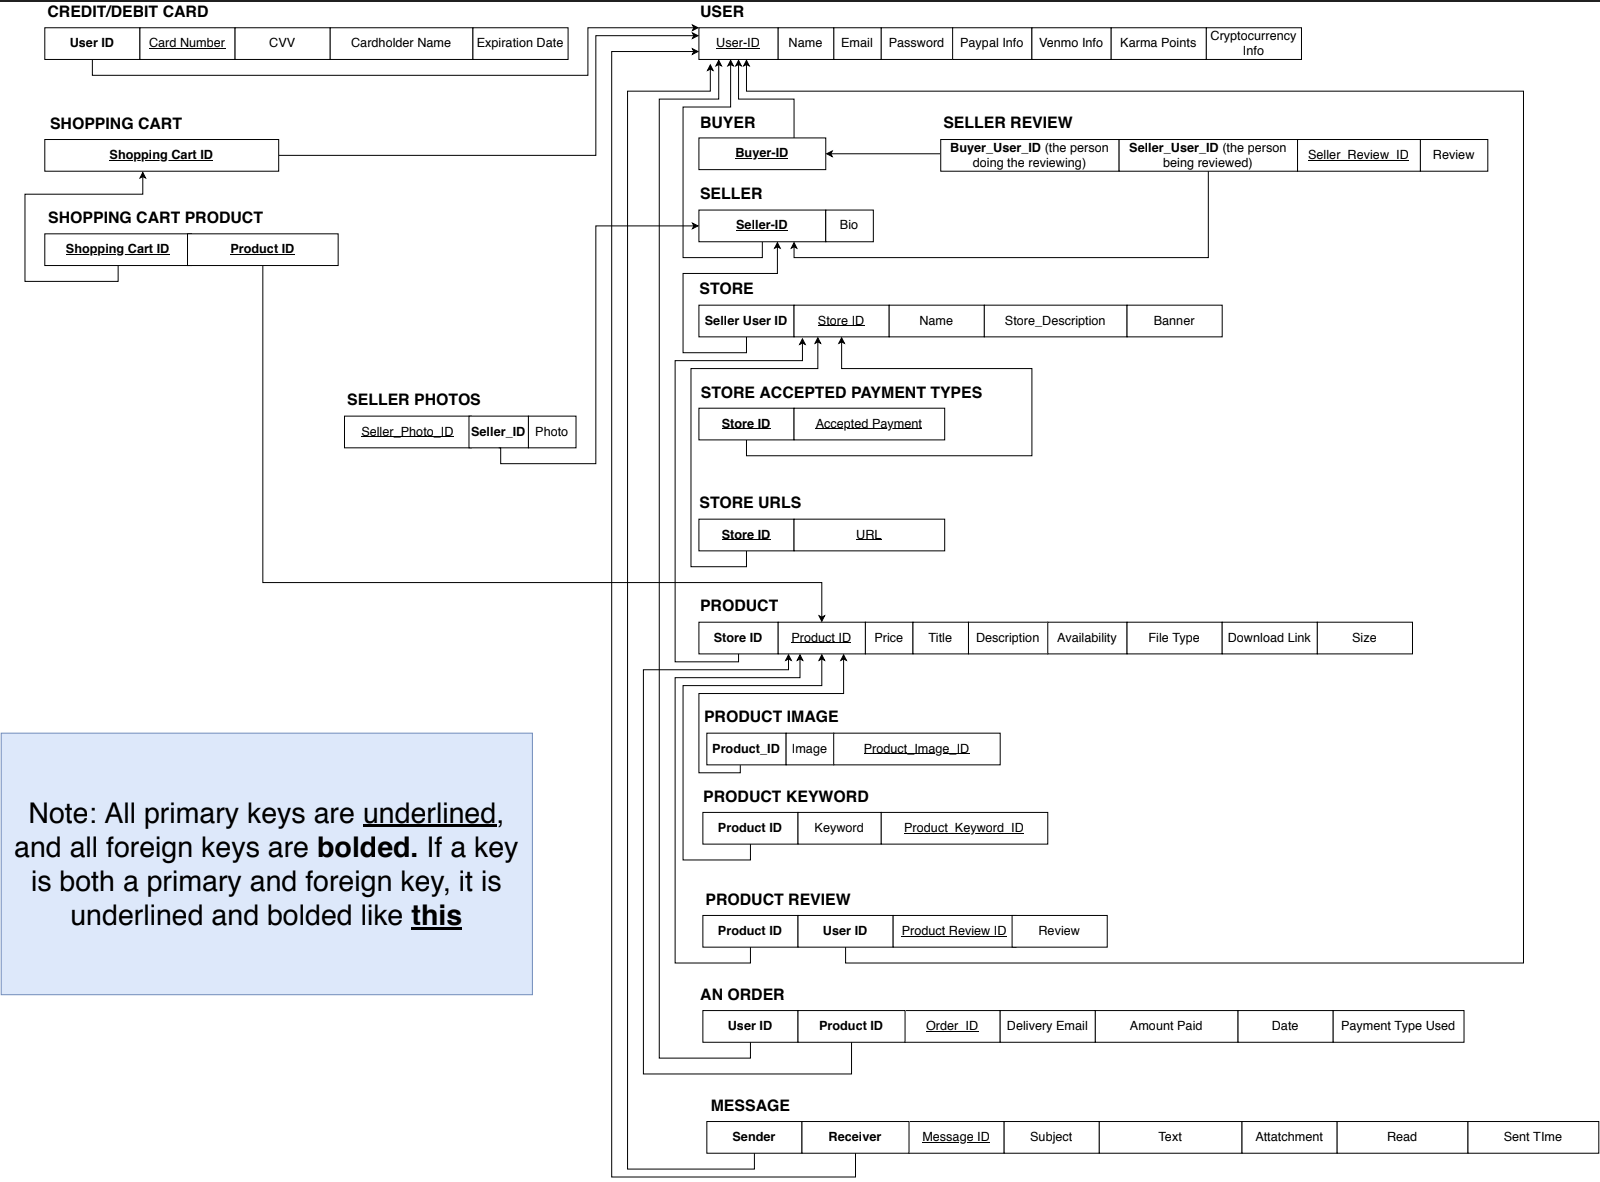 CREDIT/DEBIT CARD
User ID Card Number CVV Cardholder Name Expiration Date
USER
User-ID Name Email Password Paypal Info Venmo Info Karma Points Cryptocurrency
Info
SHOPPING CART
Shopping Cart ID
BUYER
Buyer-ID
SELLER REVIEW
Buyer_User_ID (the person
doing the reviewing)
Seller_User_ID (the person
being reviewed)
Seller_Review_ID
Review
SHOPPING CART PRODUCT
Shopping Cart ID Product ID
SELLER
Seller-ID Bio
STORE
Seller User ID Store ID Name Store_Description Banner
SELLER PHOTOS
Seller_Photo_ID Seller_ID Photo
STORE ACCEPTED PAYMENT TYPES
Store ID Accepted Payment
STORE URLS
Store ID URL
PRODUCT
Store ID Product ID Price Title Description Availability File Type Download Link Size
PRODUCT IMAGE
Product_ID Image Product_Image_ID
PRODUCT KEYWORD
Product ID Keyword Product_Keyword_ID
Note: All primary keys are underlined,
and all foreign keys are bolded. If a key
is both a primary and foreign key, it is
underlined and bolded like this
PRODUCT REVIEW
Product ID User ID Product Review ID Review
AN ORDER
User ID Product ID Order_ID Delivery Email Amount Paid Date Payment Type Used
MESSAGE
Sender Receiver Message ID Subject Text Attatchment Read Sent TIme